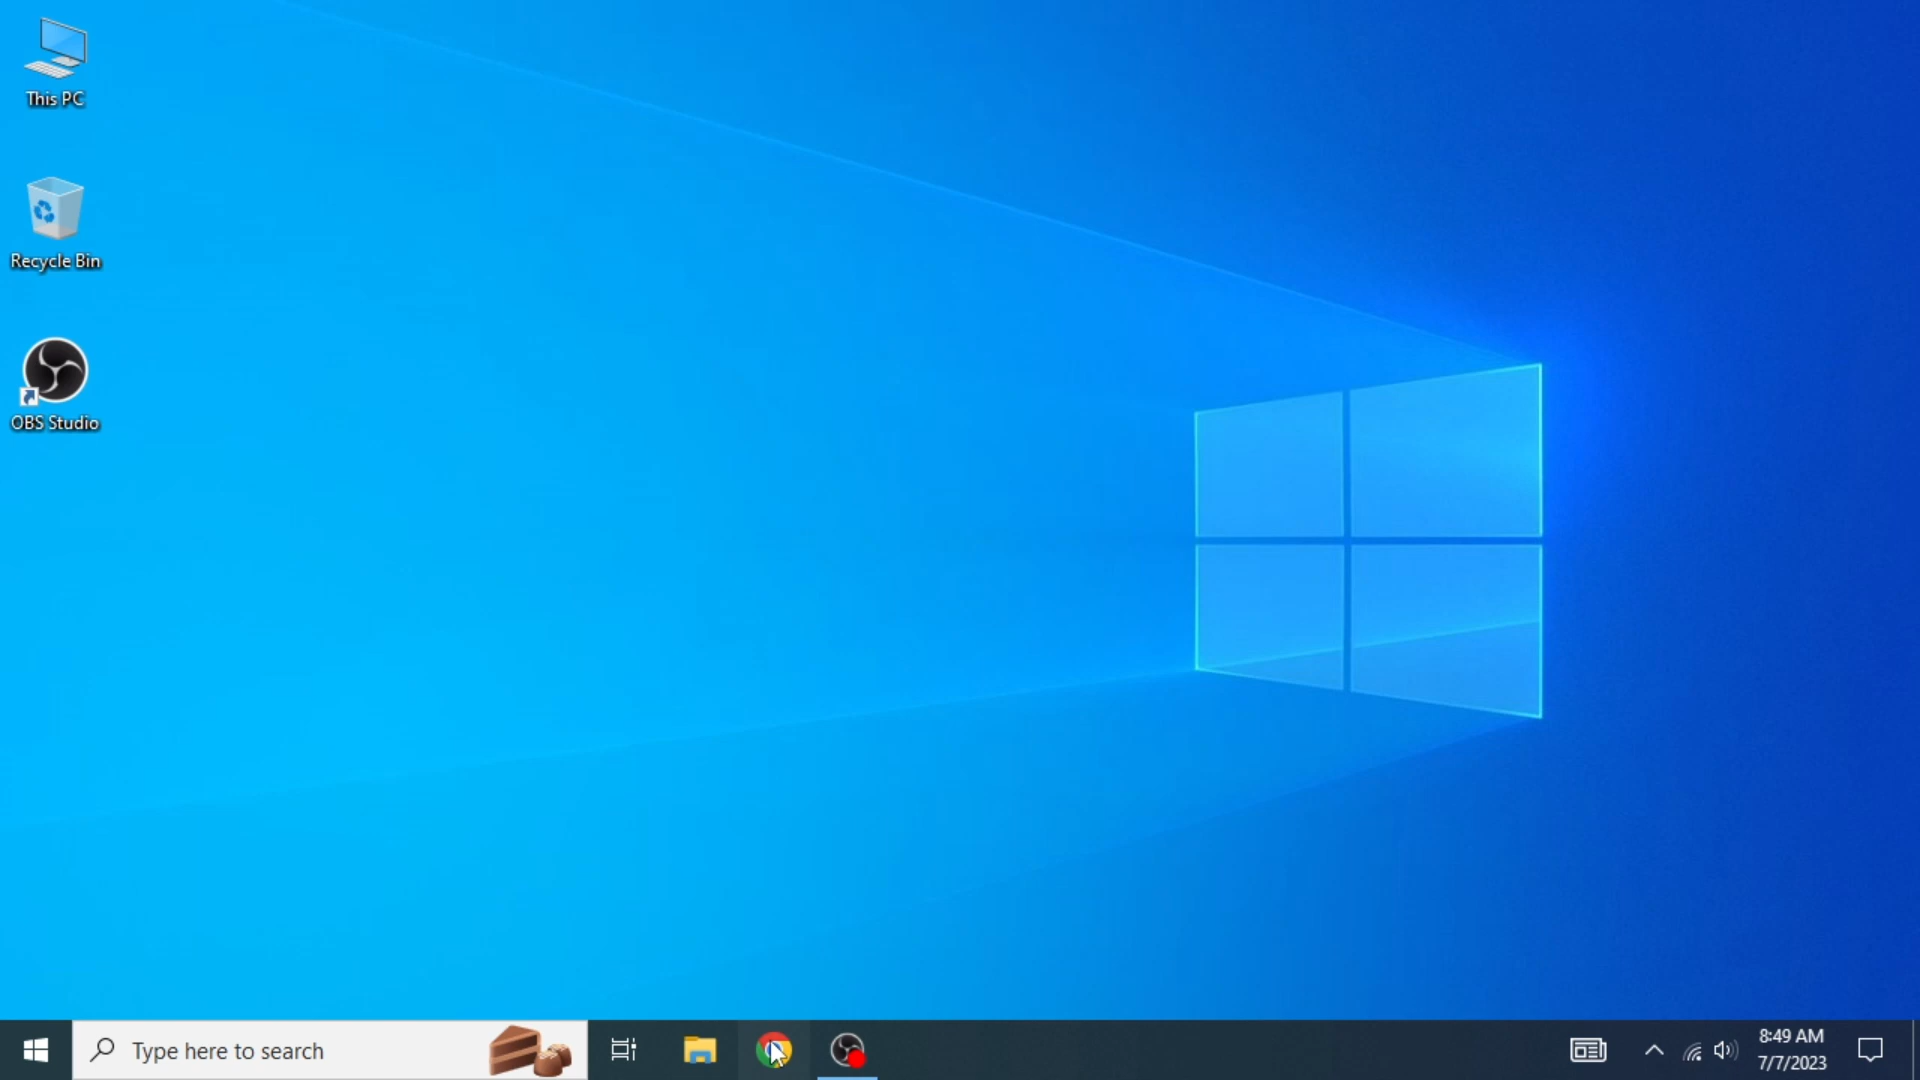 This PC
Recycle Bin
OBS Studio
Type here to search
8:49 AM
7/7/2023